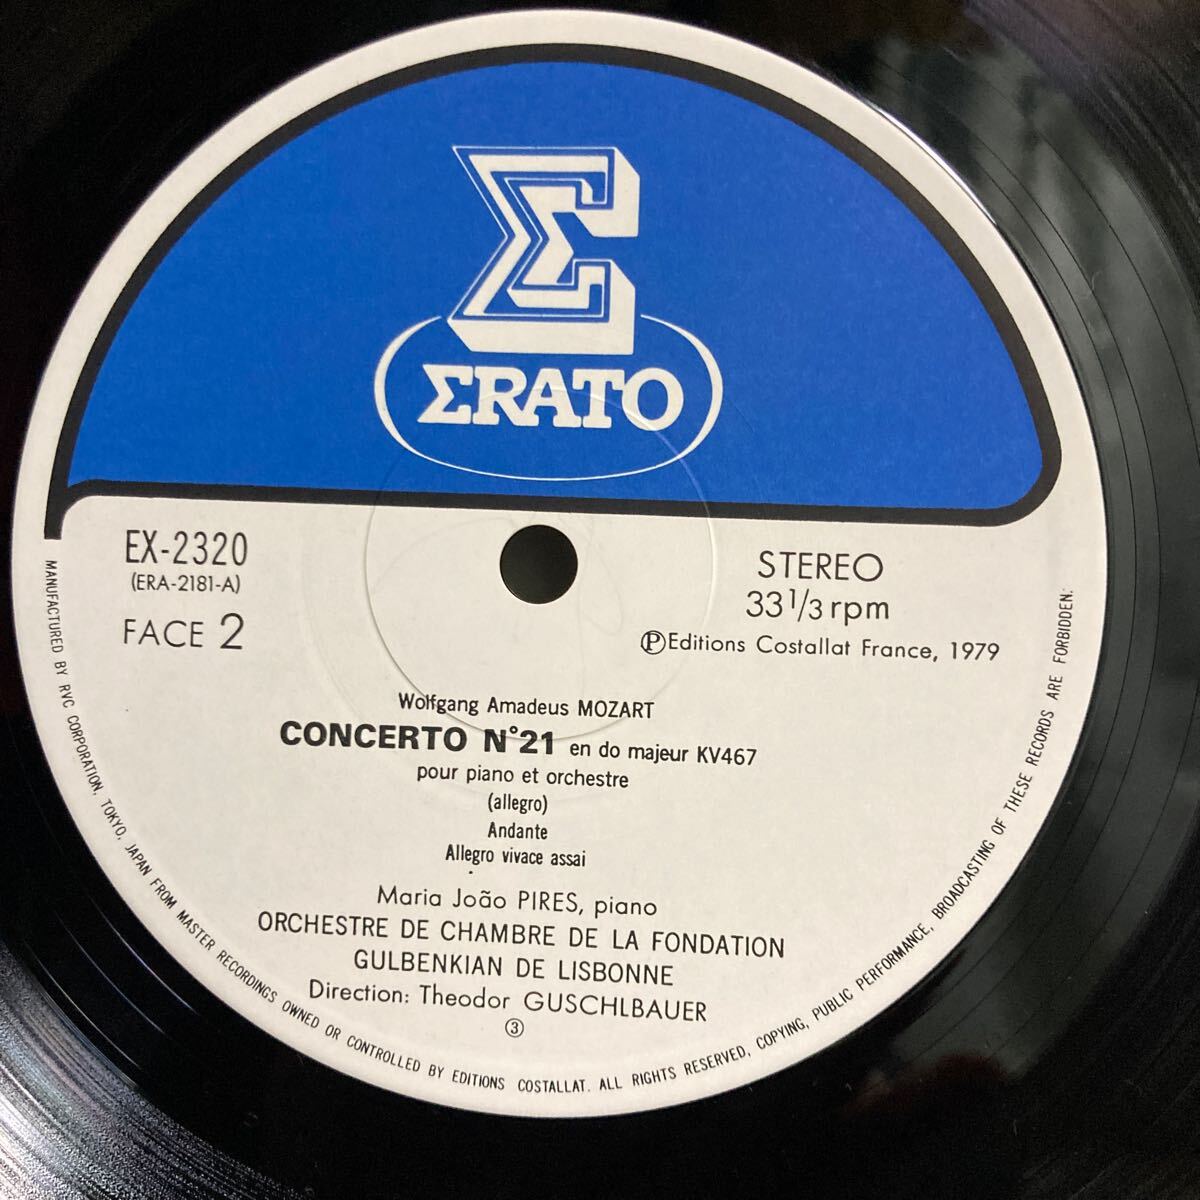 Σ
ΣRATO
EX-2320
(ERA-2181-A)
FACE 2
STEREO
33 1/3 rpm
ⓅEditions Costallat France, 1979
Wolfgang Amadeus MOZART
CONCERTO N°21 en do majeur KV467
pour piano et orchestre
(allegro)
Andante
Allegro vivace assai
Maria João PIRES, piano
ORCHESTRE DE CHAMBRE DE LA FONDATION
GULBENKIAN DE LISBONNE
Direction: Theodor GUSCHLBAUER
③
MANUFACTURED BY RVC CORPORATION, TOKYO, JAPAN FROM MASTER RECORDINGS OWNED OR CONTROLLED BY EDITIONS COSTALLAT. ALL RIGHTS RESERVED, COPYING, PUBLIC PERFORMANCE, BROADCASTING OF THESE RECORDS ARE FORBIDDEN: